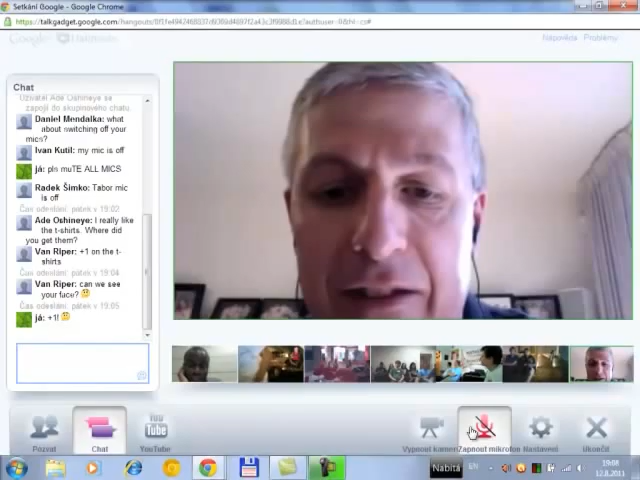 Setkání Google - Google Chrome
https://talkgadget.google.com
Google
Nápověda
Problémy
Chat
Uživatel Ade Oshineye se
zapojil do skupinového chatu.
Daniel Mendalka: what
about nwitching off your
mics?
Ivan Kutil: my mic is off
já: pls muTE ALL MICS
Radek Šimko: Tabor mic
is off
Čas odeslání: pátek v 19:02
Ade Oshineye: I really like
the t-shirts. Where did
you get them?
Van Riper: +1 on the t-
shirts
Čas odeslání: pátek v 19:04
Van Riper: can we see
your face?
Čas odeslání: pátek v 19:05
já: +1!
Pozvat
Chat
You
Tube
YouTube
Vypnout kameru
Zapnout mikrofon
Nastavení
Ukončit
Nabitá
EN
19:08
12.8.2011